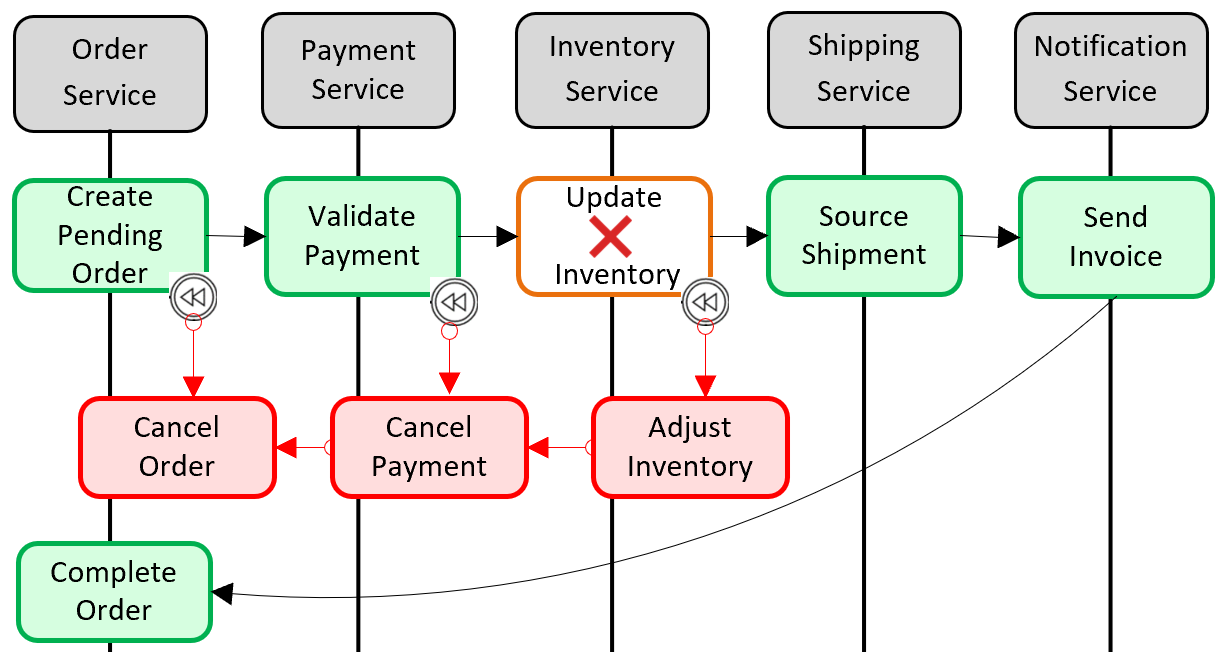 Order
Service
Payment
Service
Inventory
Service
Shipping
Service
Notification
Service
Create
Pending
Order
Validate
Payment
Update
Inventory
Source
Shipment
Send
Invoice
Cancel
Order
Cancel
Payment
Adjust
Inventory
Complete
Order